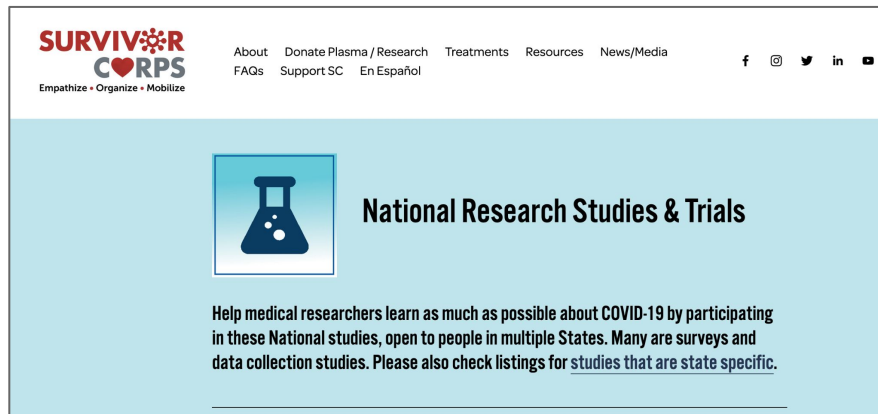 SURVIVOR
CORPS
Empathize • Organize • Mobilize
About Donate Plasma / Research Treatments Resources News/Media
FAQs Support SC En Español
National Research Studies & Trials
Help medical researchers learn as much as possible about COVID-19 by participating
in these National studies, open to people in multiple States. Many are surveys and
data collection studies. Please also check listings for studies that are state specific.